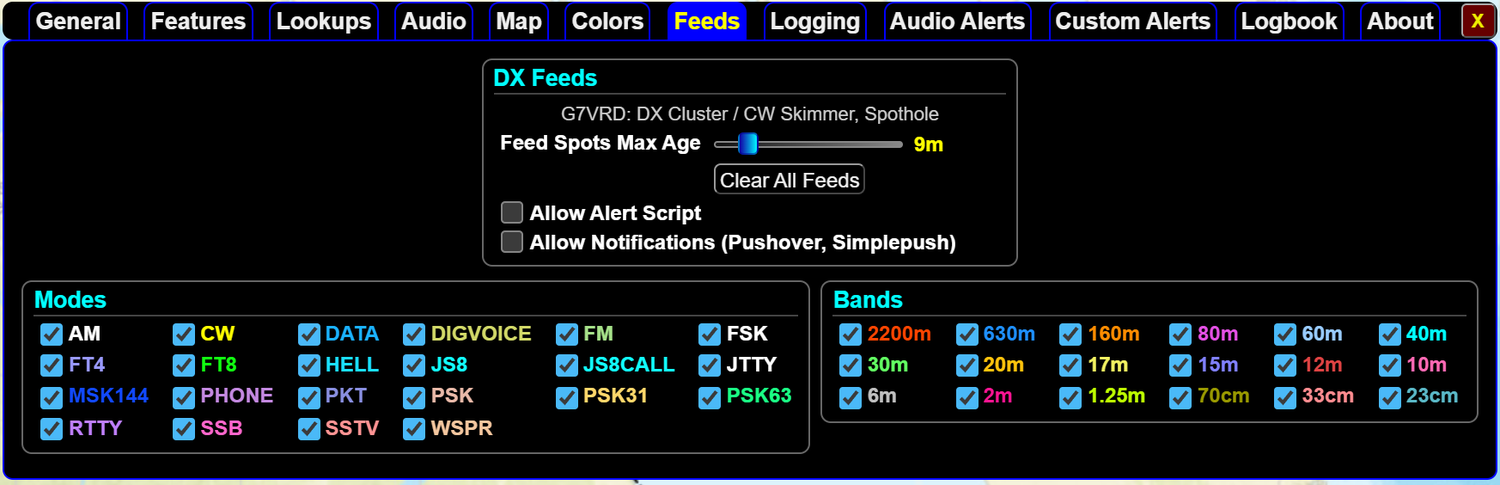 General Features Lookups Audio Map Colors Feeds Logging Audio Alerts Custom Alerts Logbook About X
DX Feeds
G7VRD: DX Cluster / CW Skimmer, Spothole
Feed Spots Max Age 9m
Clear All Feeds
Allow Alert Script
Allow Notifications (Pushover, Simplepush)
Modes
AM CW DATA DIGVOICE FM FSK
FT4 FT8 HELL JS8 JS8CALL JTTY
MSK144 PHONE PKT PSK PSK31 PSK63
RTTY SSB SSTV WSPR
Bands
2200m 630m 160m 80m 60m 40m
30m 20m 17m 15m 12m 10m
6m 2m 1.25m 70cm 33cm 23cm